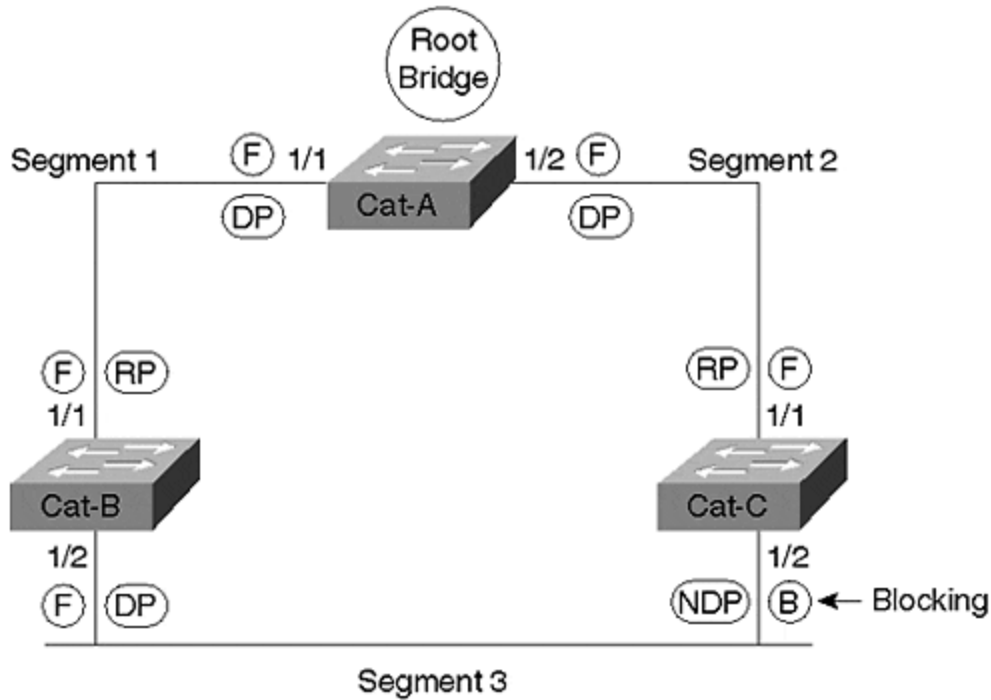 Root
Bridge
Segment 1
F
1/1
1/2
F
Segment 2
DP
Cat-A
DP
F
RP
RP
F
1/1
1/1
Cat-B
Cat-C
1/2
1/2
F
DP
NDP
B
Blocking
Segment 3